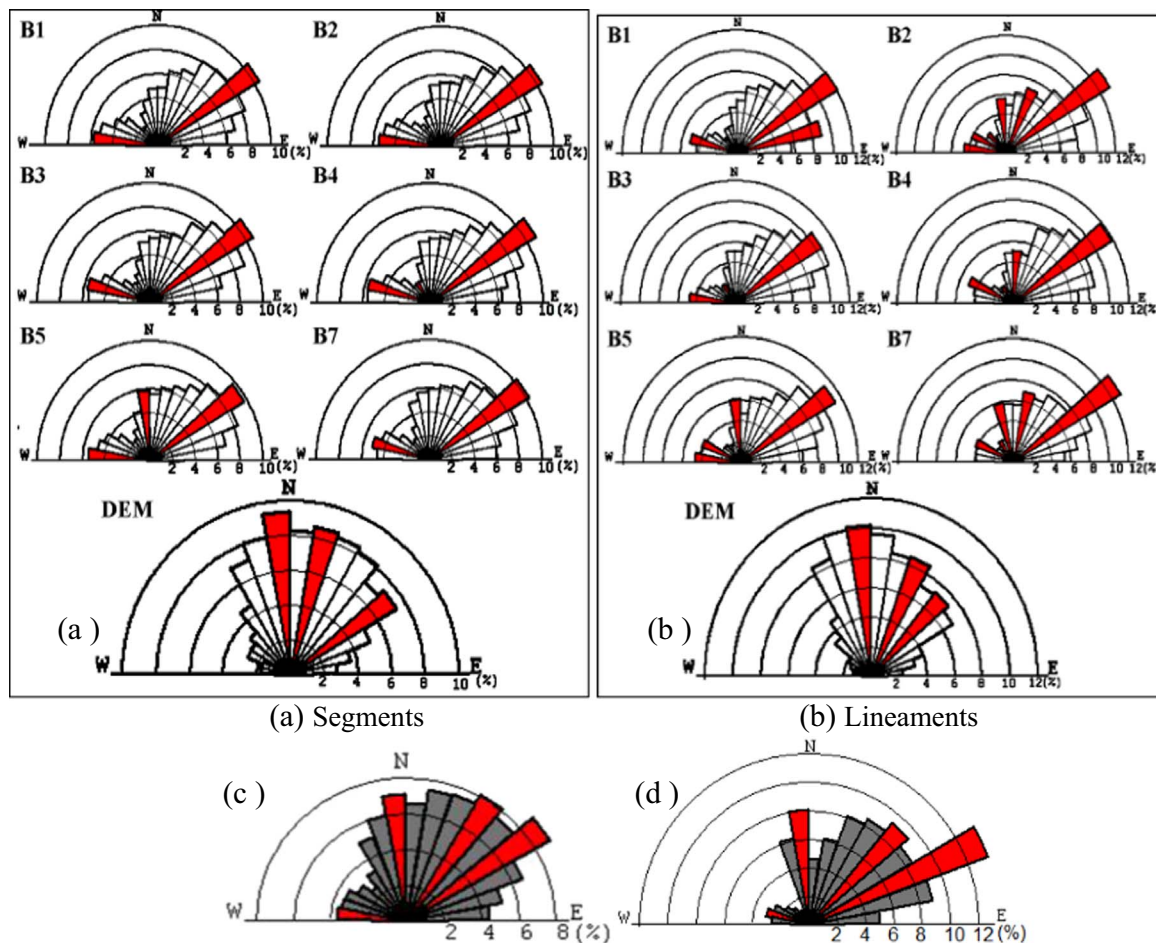 B1 N B2 N
W 2 4 6 8 10 (%) E W 2 4 6 8 10 (%) E
B3 N B4
W 2 4 6 8 10 (%) E W 2 4 6 8 10 (%) E
B5 N B7
W 2 4 6 8 10 (%) E W 2 4 6 8 10 (%) E
DEM N
(a )
W 2 4 6 8 10 (%) E
B1 N B2 N
W 2 4 6 8 10 12(%) E W 2 4 6 8 10 12(%) E
B3 N B4 N
W 2 4 6 8 10 12(%) E W 2 4 6 8 10 12(%) E
B5 N B7 N
W 2 4 6 8 10 12(%) E W 2 4 6 8 10 12(%) E
DEM N
(b )
W 2 4 6 8 10 12(%) E
(a) Segments (b) Lineaments
(c ) N
W 2 4 6 8 (%) E
(d ) N
W 2 4 6 8 10 12 (%) E